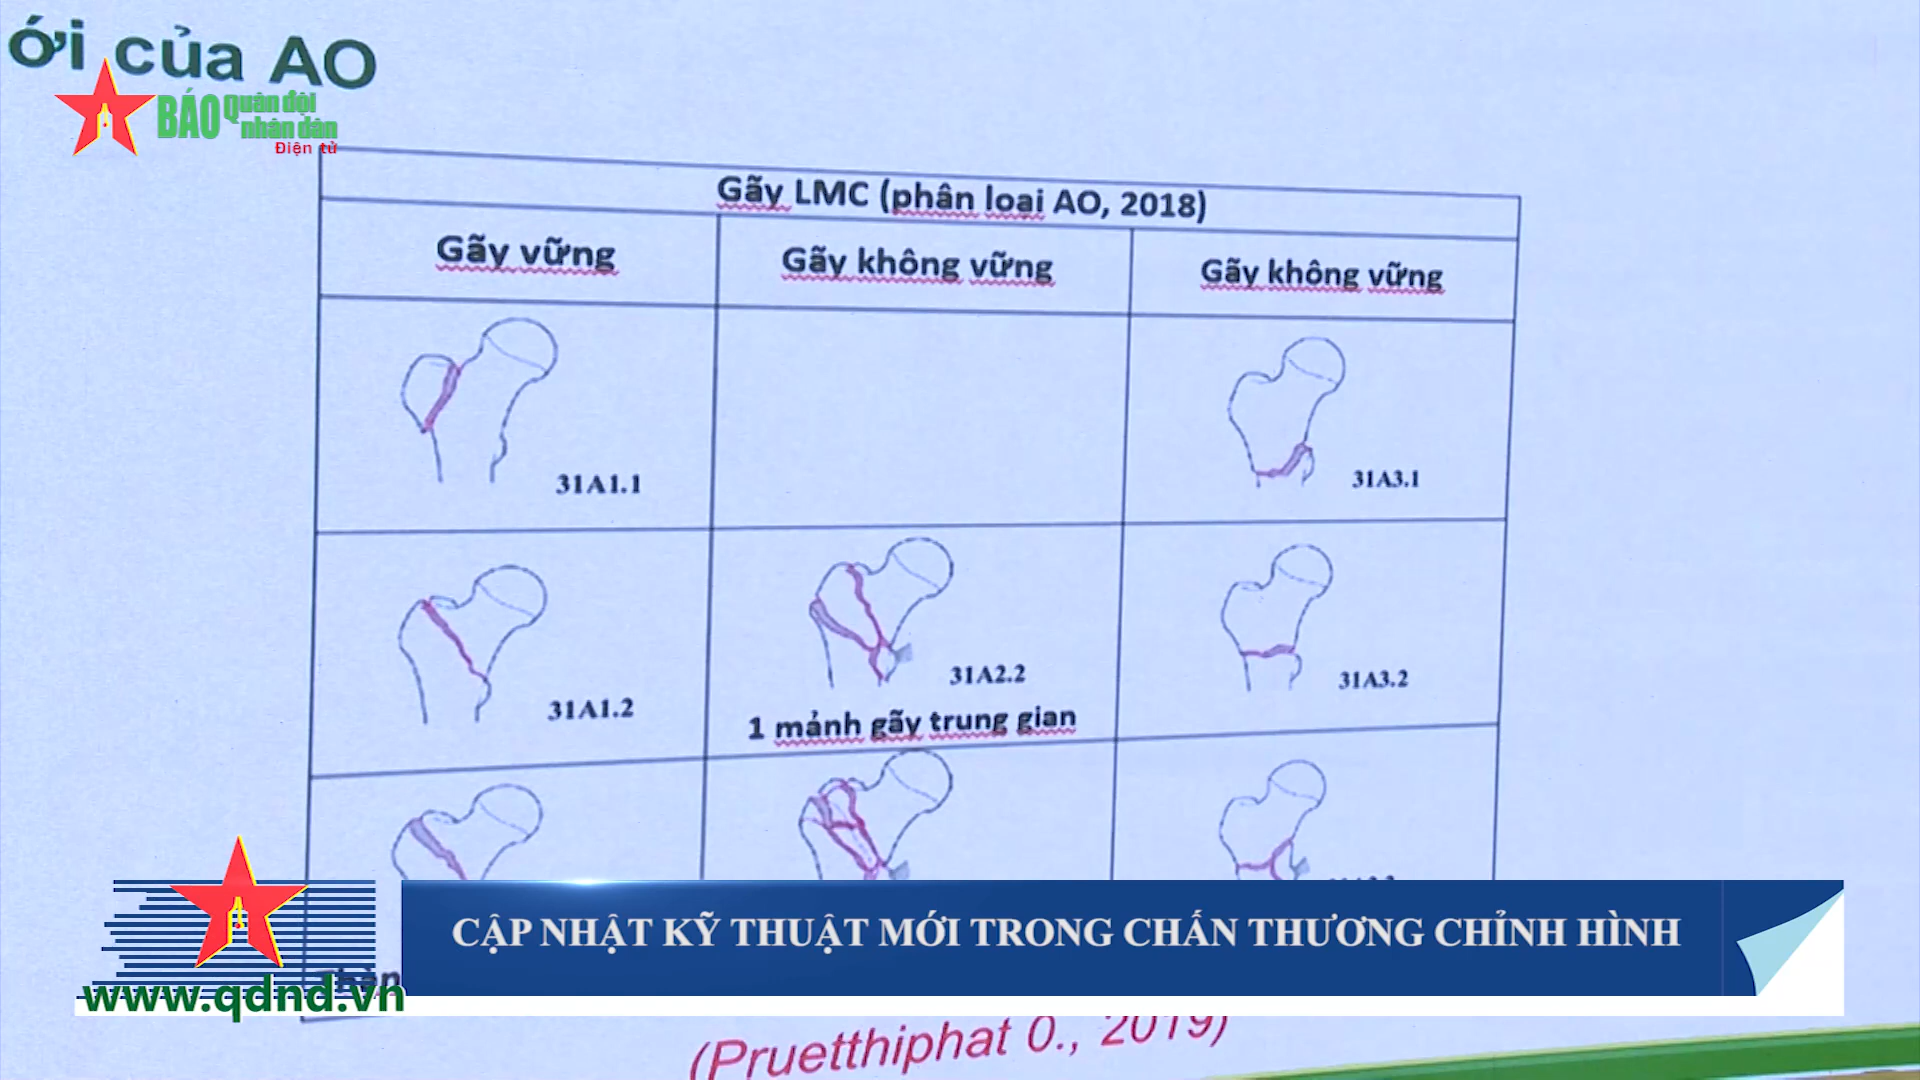 ới của AO
BÁO Quân đội
nhân dân
Điện tử
Gãy LMC (phân loại AO, 2018)
Gãy vững
Gãy không vững
Gãy không vững
31A1.1
31A3.1
31A1.2
31A2.2
1 mảnh gãy trung gian
31A3.2
CẬP NHẬT KỸ THUẬT MỚI TRONG CHẤN THƯƠNG CHỈNH HÌNH
www.qdnd.vn
(Pruetthiphat 0., 2019)